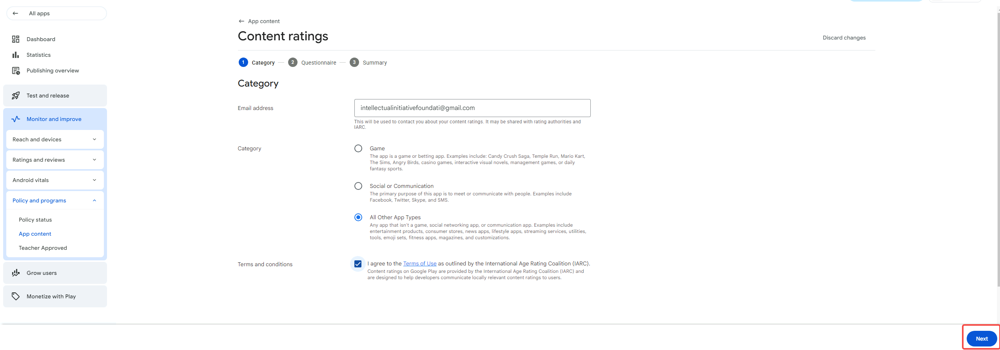 All apps
Dashboard
Statistics
Publishing overview
Test and release
Monitor and improve
Reach and devices
Ratings and reviews
Android vitals
Policy and programs
Policy status
App content
Teacher Approved
Grow users
Monetize with Play
App content
Content ratings
Discard changes
1 Category 2 Questionnaire 3 Summary
Category
Email address
intellectualinitiativefoundati@gmail.com
This will be used to contact you about your content ratings. It may be shared with rating authorities and
IARC.
Category
Game
The app is a game or betting app. Examples include: Candy Crush Saga, Temple Run, Mario Kart,
The Sims, Angry Birds, casino games, interactive visual novels, management games, or daily
fantasy sports.
Social or Communication
The primary purpose of this app is to meet or communicate with people. Examples include
Facebook, Twitter, Skype, and SMS.
All Other App Types
Any app that isn't a game, social networking app, or communication app. Examples include
entertainment products, consumer stores, news apps, lifestyle apps, streaming services, utilities,
tools, emoji sets, fitness apps, magazines, and customizations.
Terms and conditions
I agree to the Terms of Use as outlined by the International Age Rating Coalition (IARC).
Content ratings on Google Play are provided by the International Age Rating Coalition (IARC) and
are designed to help developers communicate locally relevant content ratings to users.
Next